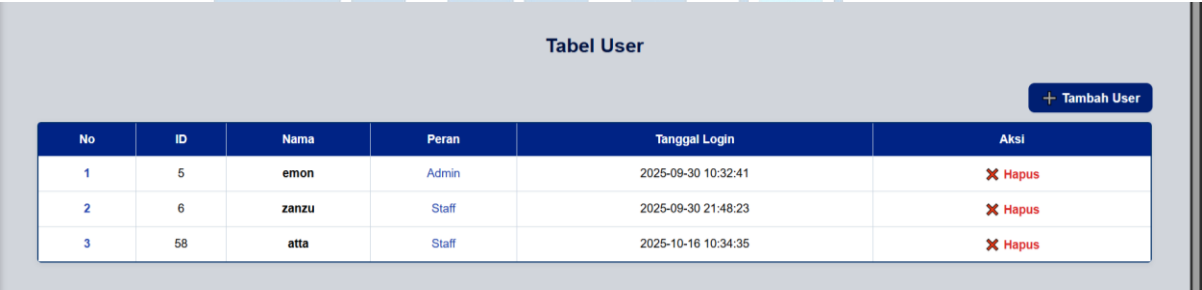 Tabel User
+ Tambah User
No ID Nama Peran Tanggal Login Aksi
1 5 emon Admin 2025-09-30 10:32:41 ❌ Hapus
2 6 zanzu Staff 2025-09-30 21:48:23 ❌ Hapus
3 58 atta Staff 2025-10-16 10:34:35 ❌ Hapus